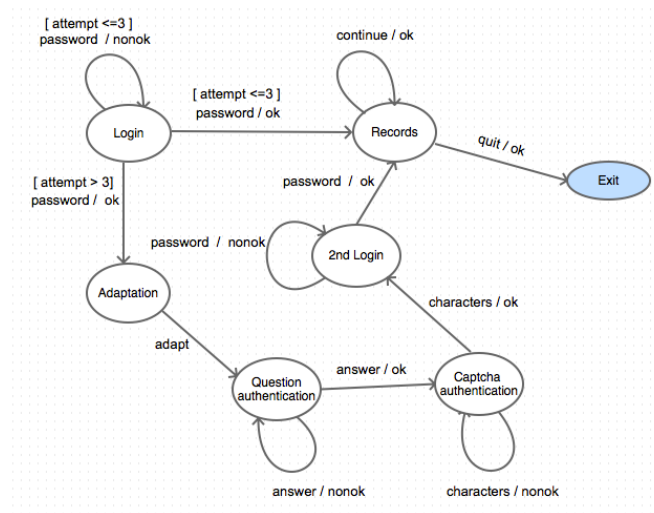 [ attempt <=3 ]
password / nonok
continue / ok
[ attempt <=3 ]
password / ok
Login
Records
quit / ok
Exit
[ attempt > 3]
password / ok
password / ok
password / nonok
2nd Login
Adaptation
characters / ok
adapt
answer / ok
Question
authentication
Captcha
authentication
answer / nonok
characters / nonok